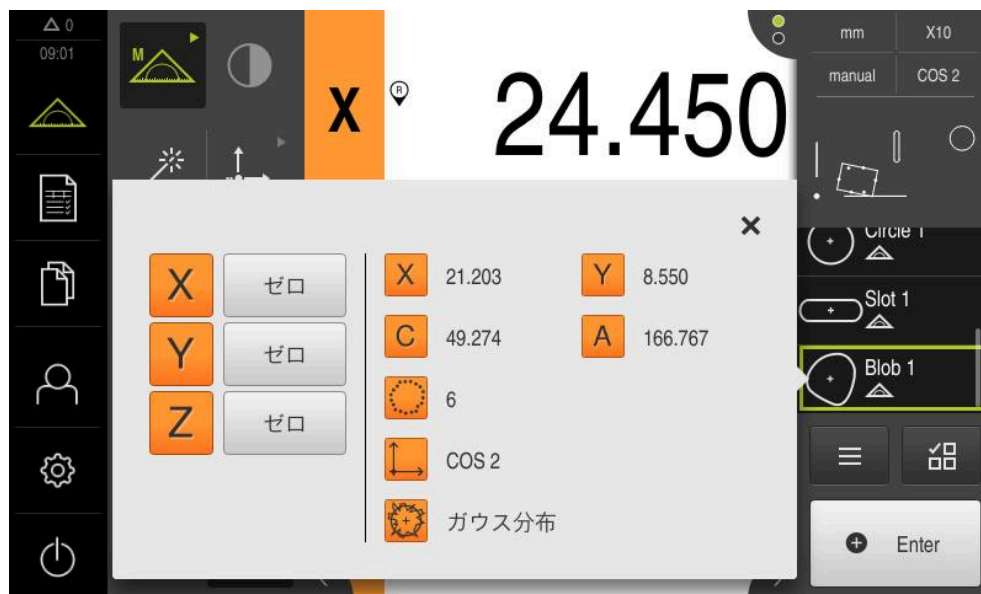 0
09:01
M
X
R
24.450
mm X10
manual COS 2
Circle 1
Slot 1
Blob 1
X ゼロ
Y ゼロ
Z ゼロ
X 21.203 Y 8.550
C 49.274 A 166.767
6
COS 2
ガウス分布
Enter